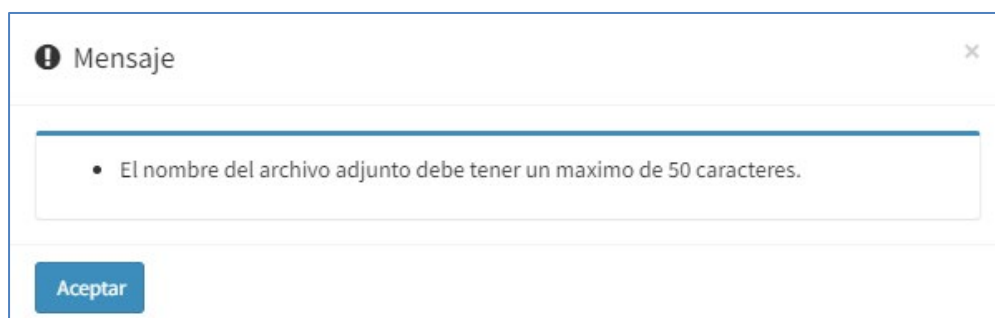 Mensaje
×
El nombre del archivo adjunto debe tener un maximo de 50 caracteres.
Aceptar